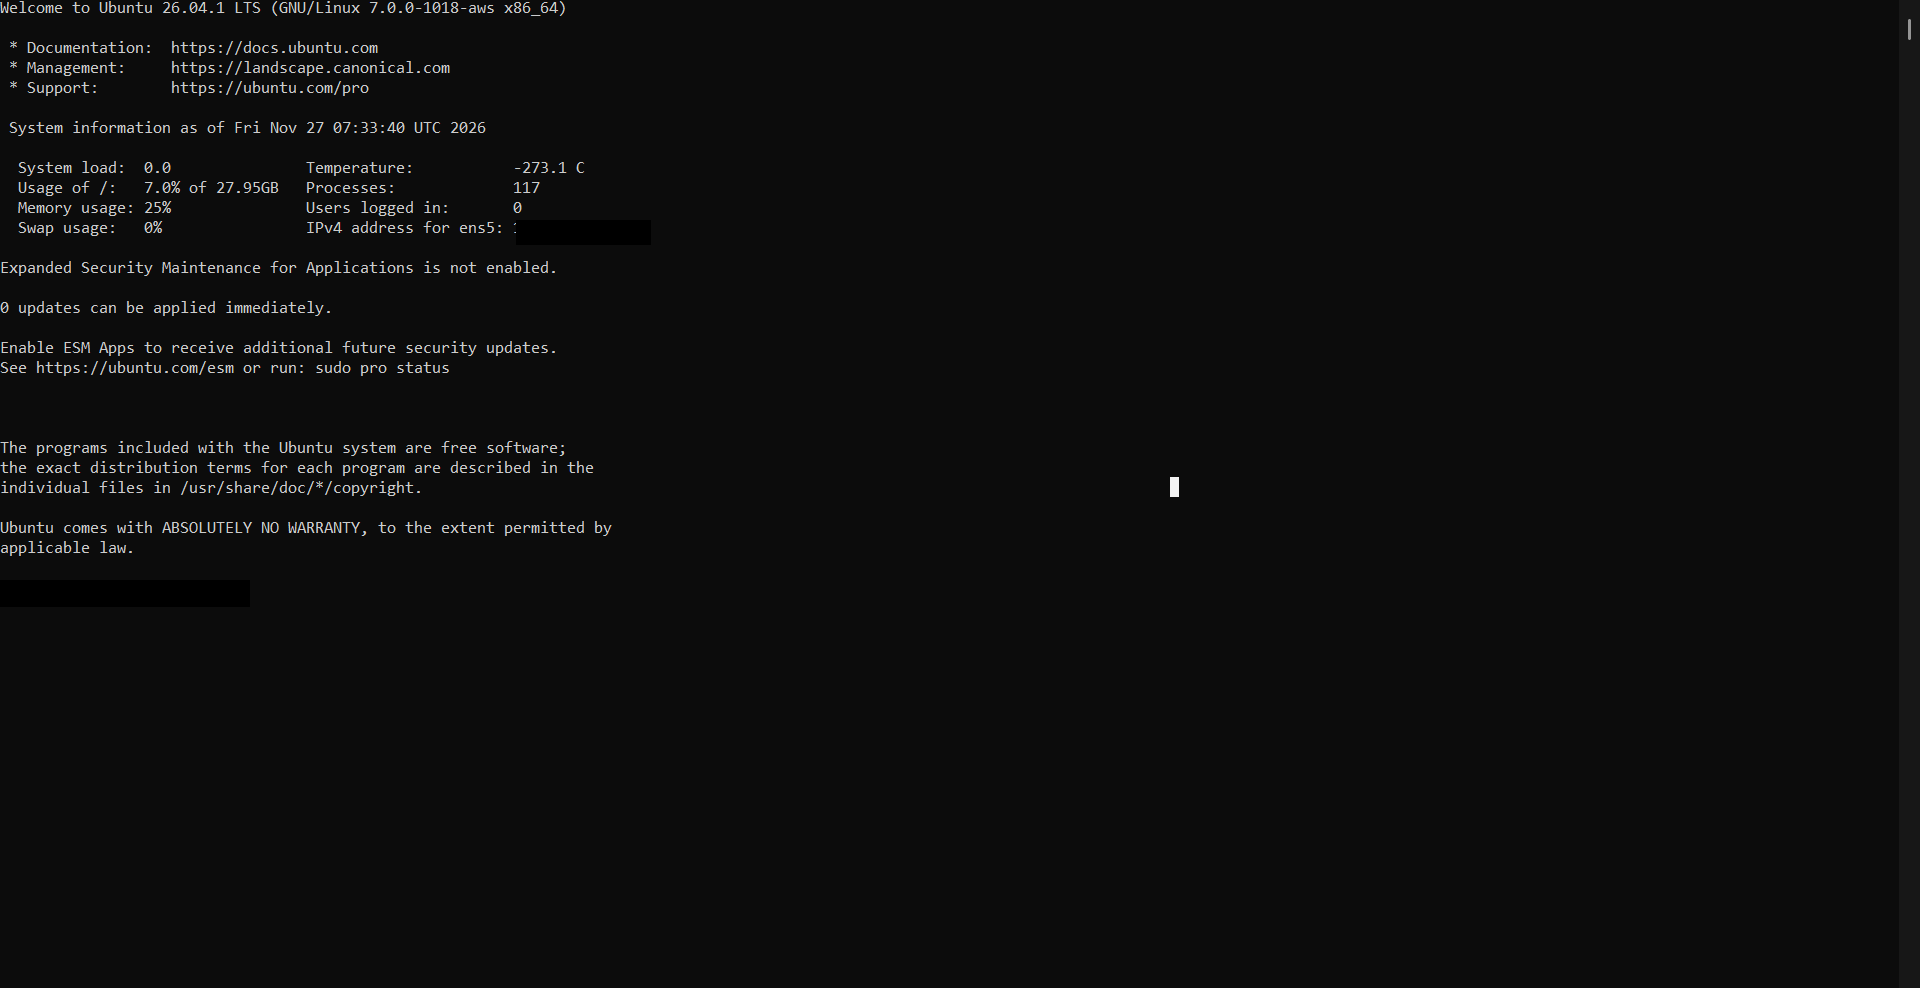 Welcome to Ubuntu 26.04.1 LTS (GNU/Linux 7.0.0-1018-aws x86_64)
* Documentation: https://docs.ubuntu.com
* Management: https://landscape.canonical.com
* Support: https://ubuntu.com/pro
System information as of Fri Nov 27 07:33:40 UTC 2026
System load: 0.0 Temperature: -273.1 C
Usage of /: 7.0% of 27.95GB Processes: 117
Memory usage: 25% Users logged in: 0
Swap usage: 0% IPv4 address for ens5:
Expanded Security Maintenance for Applications is not enabled.
0 updates can be applied immediately.
Enable ESM Apps to receive additional future security updates.
See https://ubuntu.com/esm or run: sudo pro status
The programs included with the Ubuntu system are free software;
the exact distribution terms for each program are described in the
individual files in /usr/share/doc/*/copyright.
Ubuntu comes with ABSOLUTELY NO WARRANTY, to the extent permitted by
applicable law.